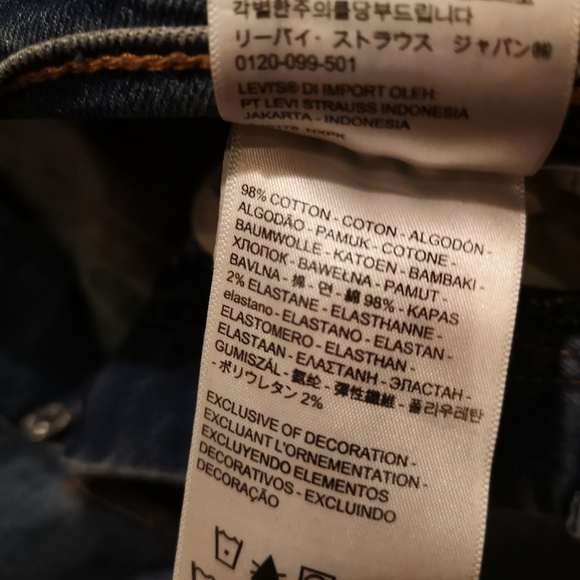 각별한주의를당부드립니다
リーバイ・ストラウス ジャパン㈱
0120-099-501
LEVI'S® DI IMPORT OLEH:
PT LEVI STRAUSS INDONESIA
JAKARTA - INDONESIA
98% COTTON - COTON - ALGODÓN -
ALGODÃO - PAMUK - COTONE -
BAUMWOLLE - KATOEN - BAMBAKI -
ХЛОПОК - BAWEŁNA - PAMUT -
BAVLNA - 棉 - 면 - 綿 98% - KAPAS
2% ELASTANE - ELASTHANNE -
elastano - ELASTANO - ELASTAN -
ELASTOMERO - ELASTHAN -
ELASTAAN - ΕΛΑΣΤΑΝΗ - ЭЛАСТАН -
GUMISZÁL - 氨纶 - 彈性纖維 - 폴리우레탄
- ポリウレタン 2%
EXCLUSIVE OF DECORATION -
EXCLUANT L'ORNEMENTATION -
EXCLUYENDO ELEMENTOS
DECORATIVOS - EXCLUINDO
DECORAÇÃO